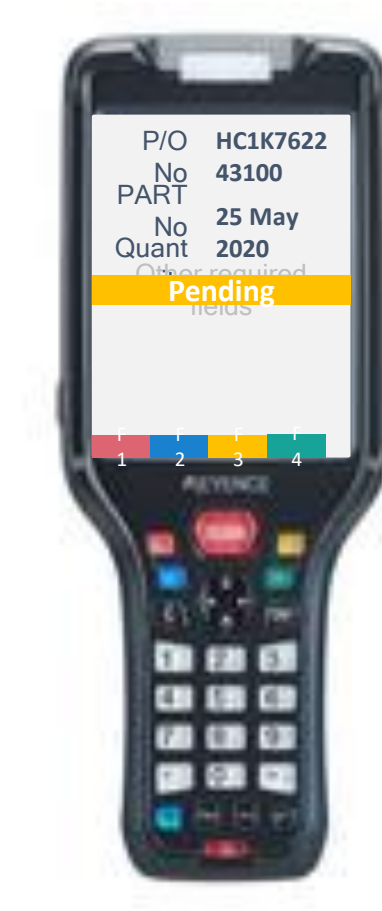 P/O HC1K7622
No 43100
PART
No 25 May
Quant 2020
Other required
Pending
fields
F F F F
1 2 3 4
KEYENCE
1 2 3
4 5 6
7 8 9
0